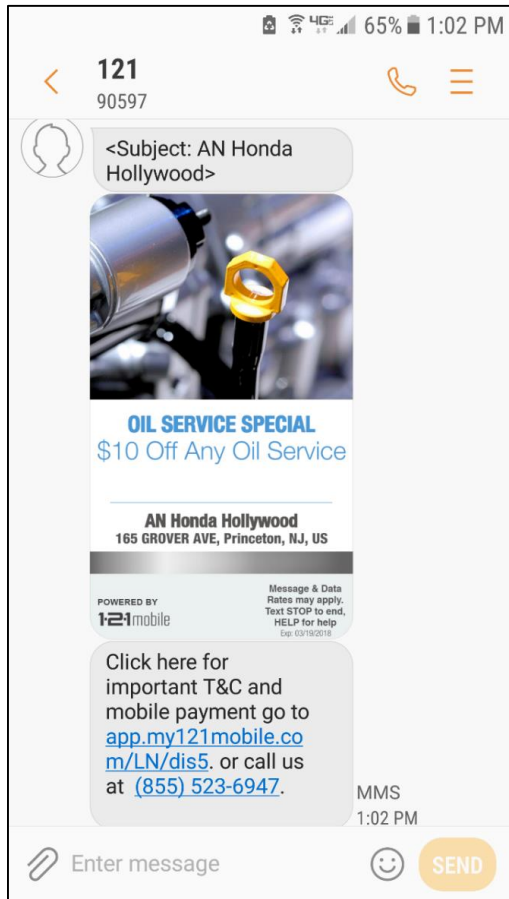 4GE 65% 1:02 PM
121
90597
<Subject: AN Honda
Hollywood>
OIL SERVICE SPECIAL
$10 Off Any Oil Service
AN Honda Hollywood
165 GROVER AVE, Princeton, NJ, US
POWERED BY
1·2·1 mobile
Message & Data
Rates may apply.
Text STOP to end,
HELP for help
Exp: 03/19/2018
Click here for
important T&C and
mobile payment go to
app.my121mobile.co
m/LN/dis5. or call us
at (855) 523-6947.
MMS
1:02 PM
Enter message
SEND